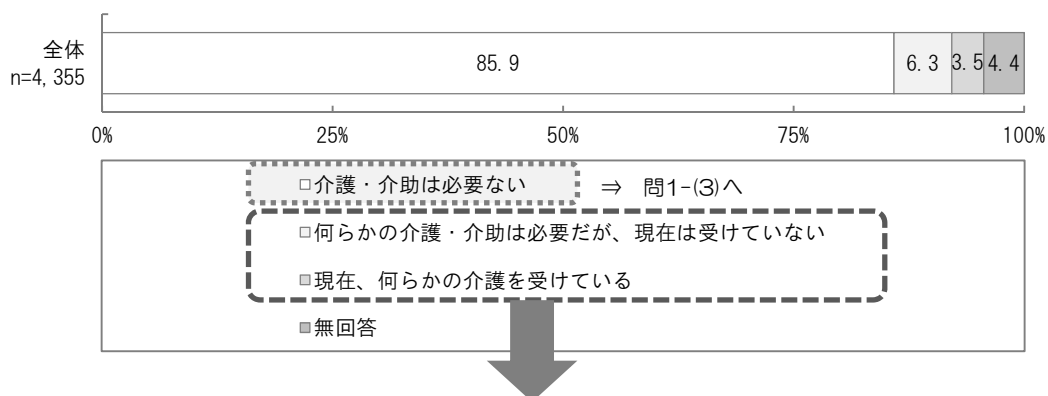 全体
n=4,355
85.9 6.3 3.5 4.4
0% 25% 50% 75% 100%
□介護・介助は必要ない ⇒ 問1-(3)へ
□何らかの介護・介助は必要だが、現在は受けていない
■現在、何らかの介護を受けている
■無回答